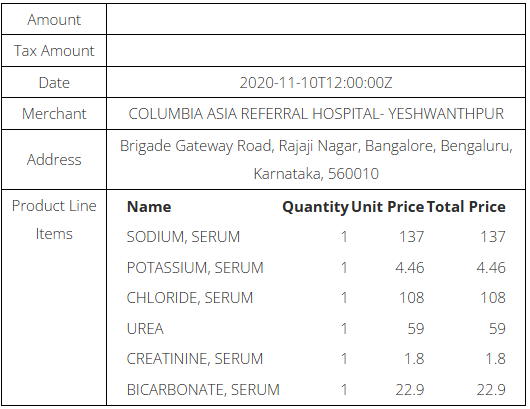 Amount
Tax Amount
Date 2020-11-10T12:00:00Z
Merchant COLUMBIA ASIA REFERRAL HOSPITAL- YESHWANTHPUR
Address Brigade Gateway Road, Rajaji Nagar, Bangalore, Bengaluru,
Karnataka, 560010
Product Line
Items
Name Quantity Unit Price Total Price
SODIUM, SERUM 1 137 137
POTASSIUM, SERUM 1 4.46 4.46
CHLORIDE, SERUM 1 108 108
UREA 1 59 59
CREATININE, SERUM 1 1.8 1.8
BICARBONATE, SERUM 1 22.9 22.9